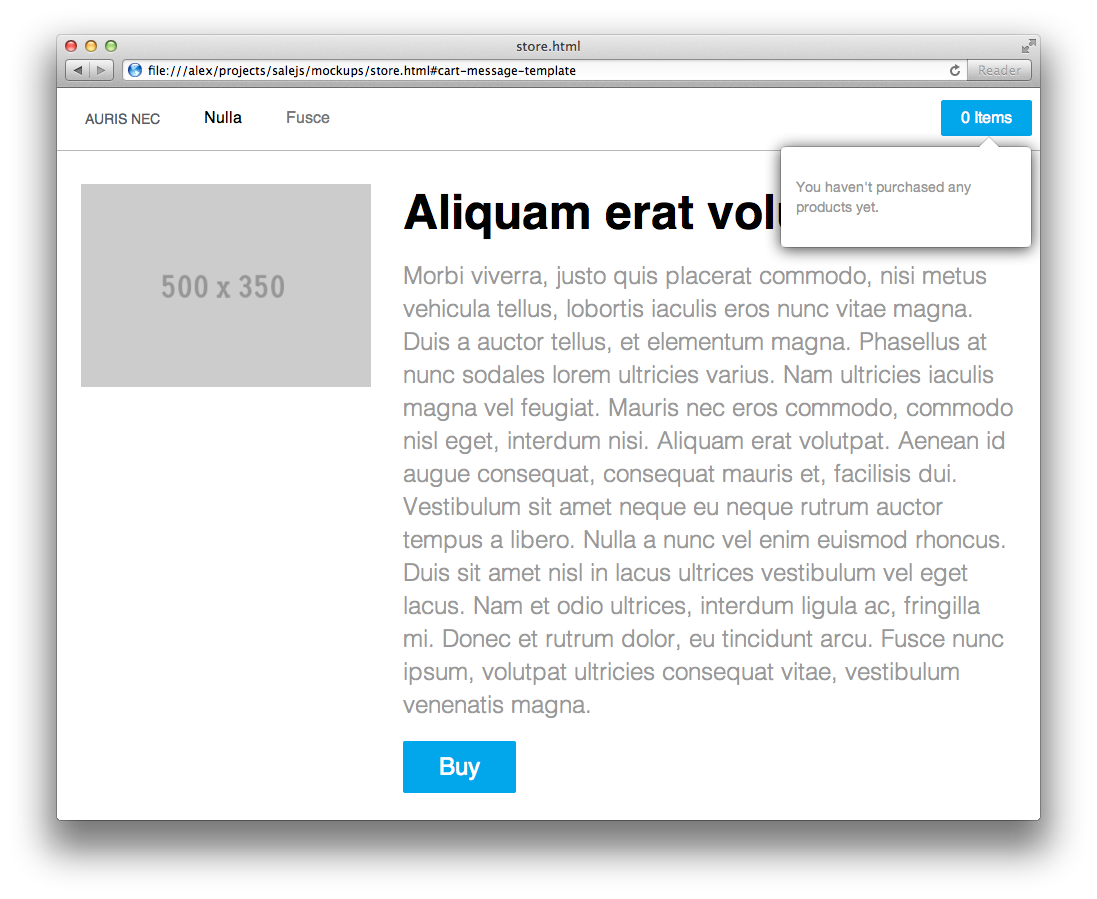 store.html
file:///alex/projects/salejs/mockups/store.html#cart-message-template
Reader
AURIS NEC Nulla Fusce
0 Items
You haven't purchased any
products yet.
500 x 350
Aliquam erat
Morbi viverra, justo quis placerat commodo, nisi metus
vehicula tellus, lobortis iaculis eros nunc vitae magna.
Duis a auctor tellus, et elementum magna. Phasellus at
nunc sodales lorem ultricies varius. Nam ultricies iaculis
magna vel feugiat. Mauris nec eros commodo, commodo
nisl eget, interdum nisi. Aliquam erat volutpat. Aenean id
augue consequat, consequat mauris et, facilisis dui.
Vestibulum sit amet neque eu neque rutrum auctor
tempus a libero. Nulla a nunc vel enim euismod rhoncus.
Duis sit amet nisl in lacus ultrices vestibulum vel eget
lacus. Nam et odio ultrices, interdum ligula ac, fringilla
mi. Donec et rutrum dolor, eu tincidunt arcu. Fusce nunc
ipsum, volutpat ultricies consequat vitae, vestibulum
venenatis magna.
Buy